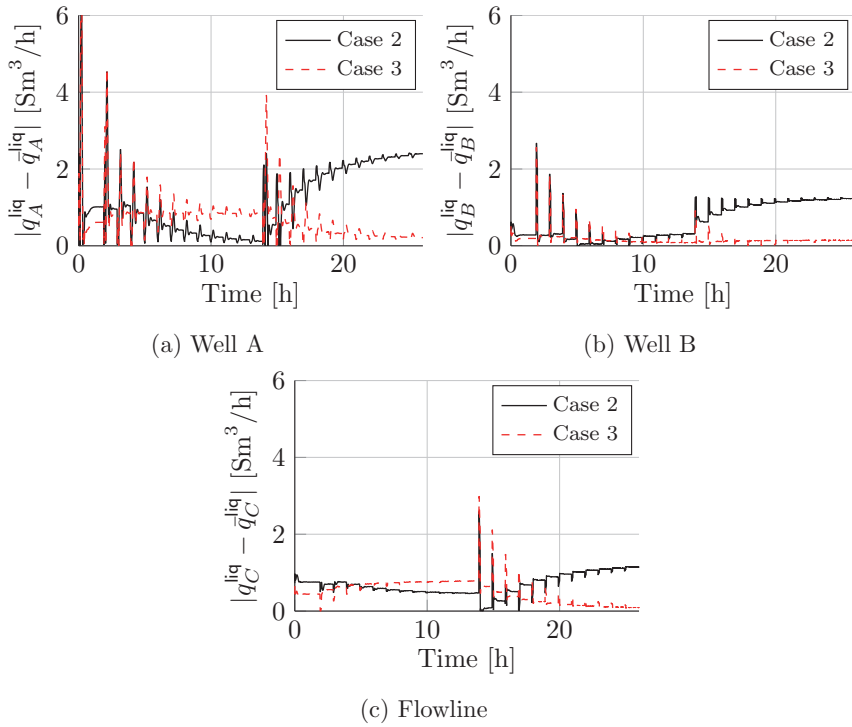 |q_A^liq − q̄_A^liq| [Sm³/h]
6
4
2
0
Case 2
Case 3
0
10
20
Time [h]
(a) Well A
|q_B^liq − q̄_B^liq| [Sm³/h]
6
4
2
0
Case 2
Case 3
0
10
20
Time [h]
(b) Well B
|q_C^liq − q̄_C^liq| [Sm³/h]
6
4
2
0
Case 2
Case 3
0
10
20
Time [h]
(c) Flowline